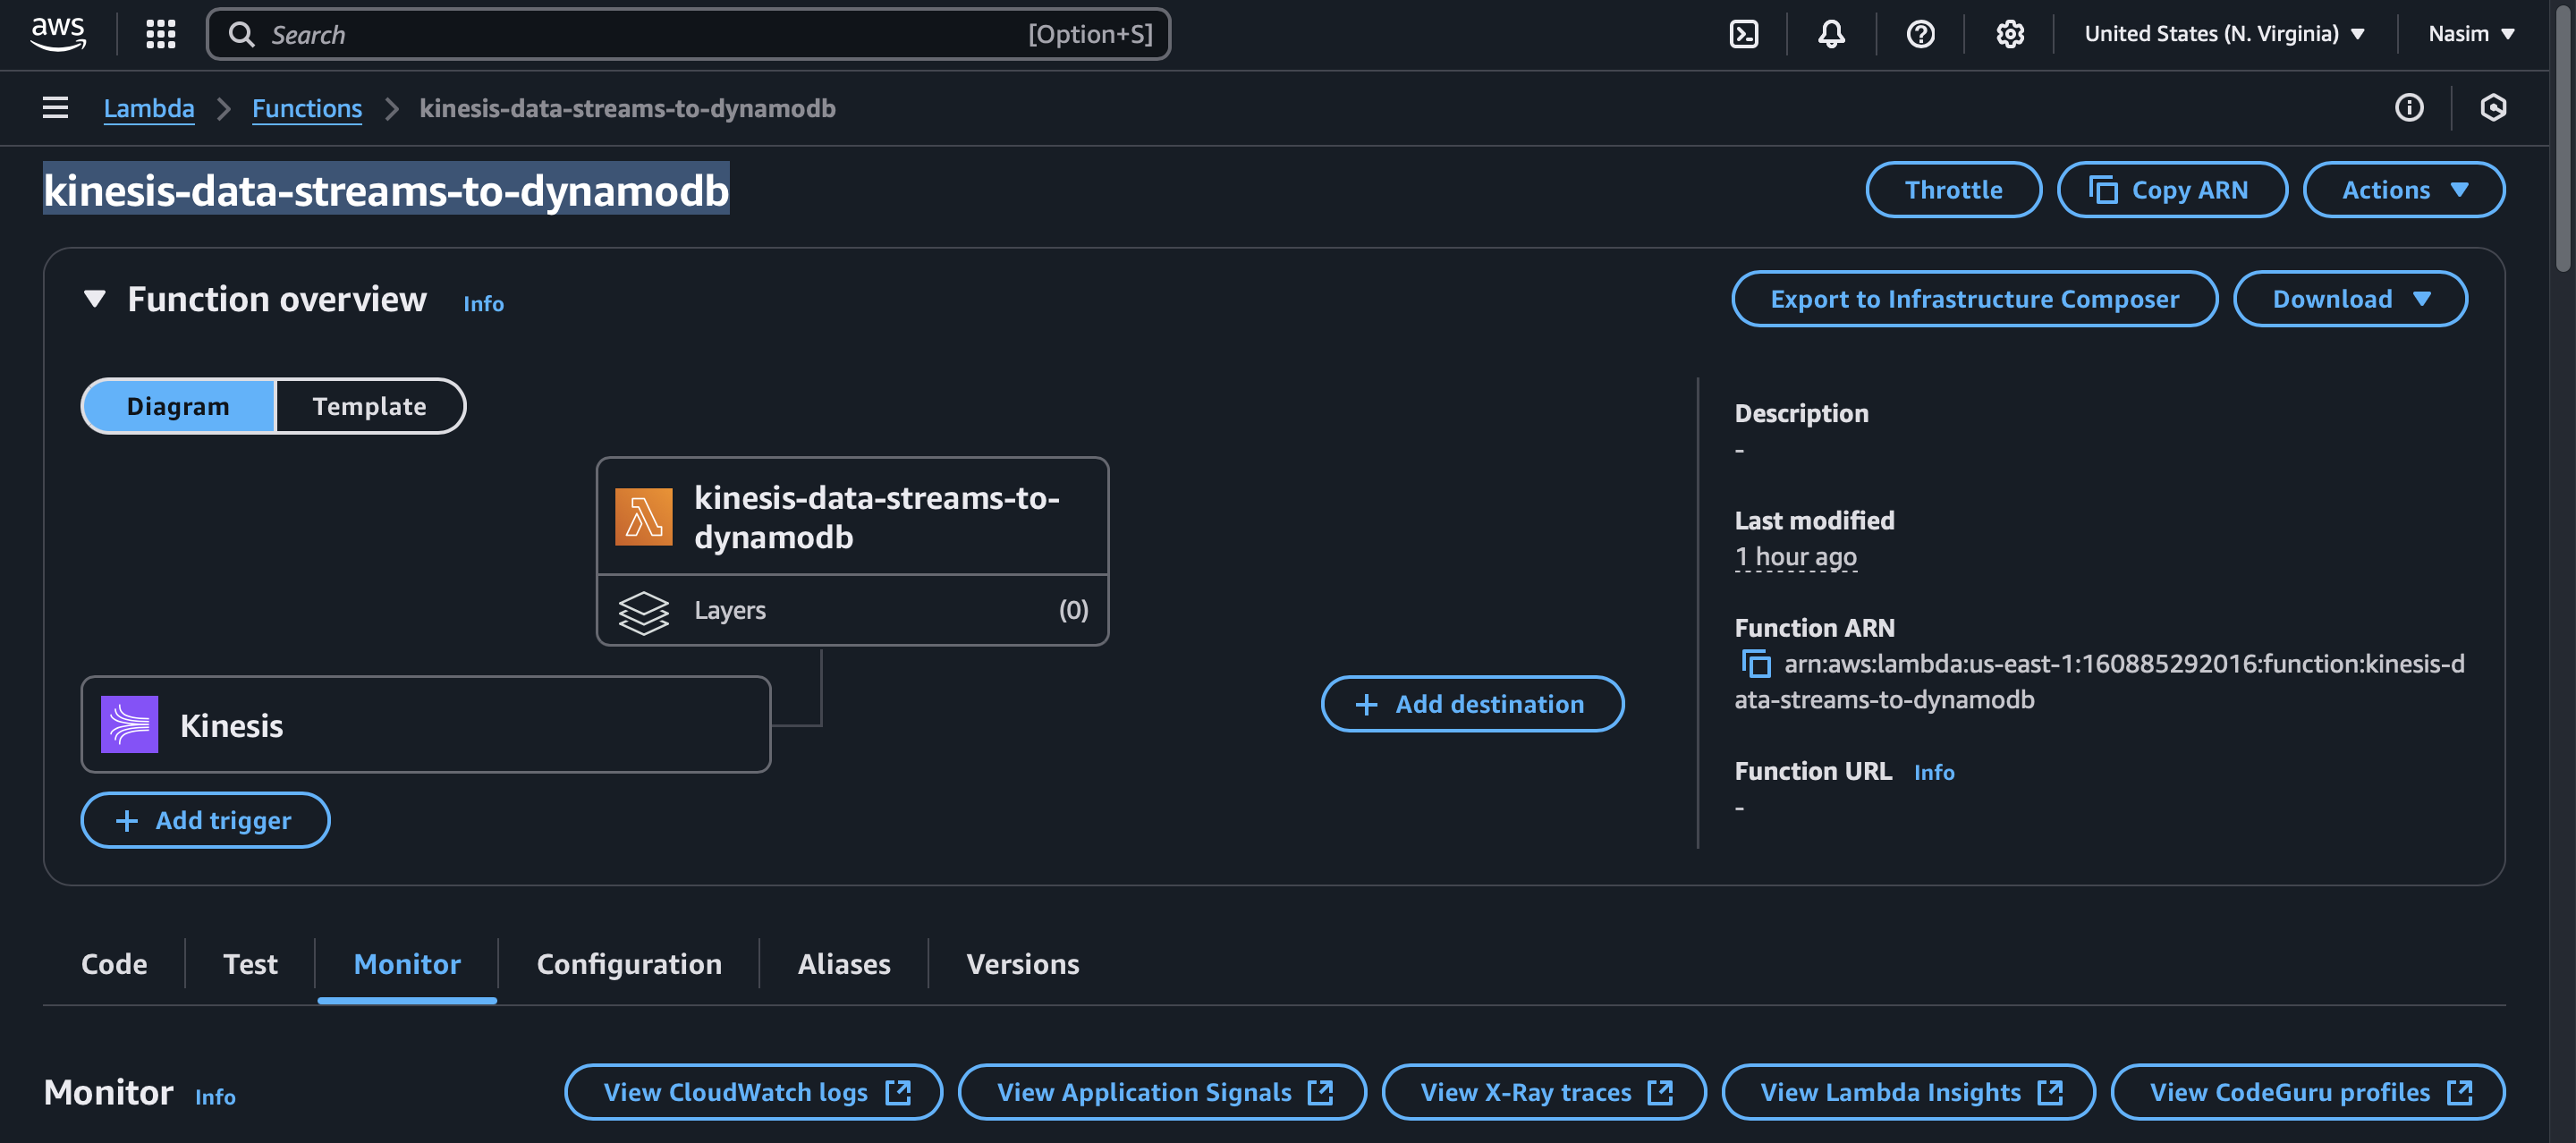 aws
Search [Option+S]
United States (N. Virginia)
Nasim
Lambda
Functions
kinesis-data-streams-to-dynamodb
kinesis-data-streams-to-dynamodb
Throttle
Copy ARN
Actions
Function overview
Info
Export to Infrastructure Composer
Download
Diagram
Template
kinesis-data-streams-to-
dynamodb
Layers
(0)
Kinesis
Add trigger
Add destination
Description
-
Last modified
1 hour ago
Function ARN
arn:aws:lambda:us-east-1:160885292016:function:kinesis-d
ata-streams-to-dynamodb
Function URL
Info
-
Code
Test
Monitor
Configuration
Aliases
Versions
Monitor
Info
View CloudWatch logs
View Application Signals
View X-Ray traces
View Lambda Insights
View CodeGuru profiles